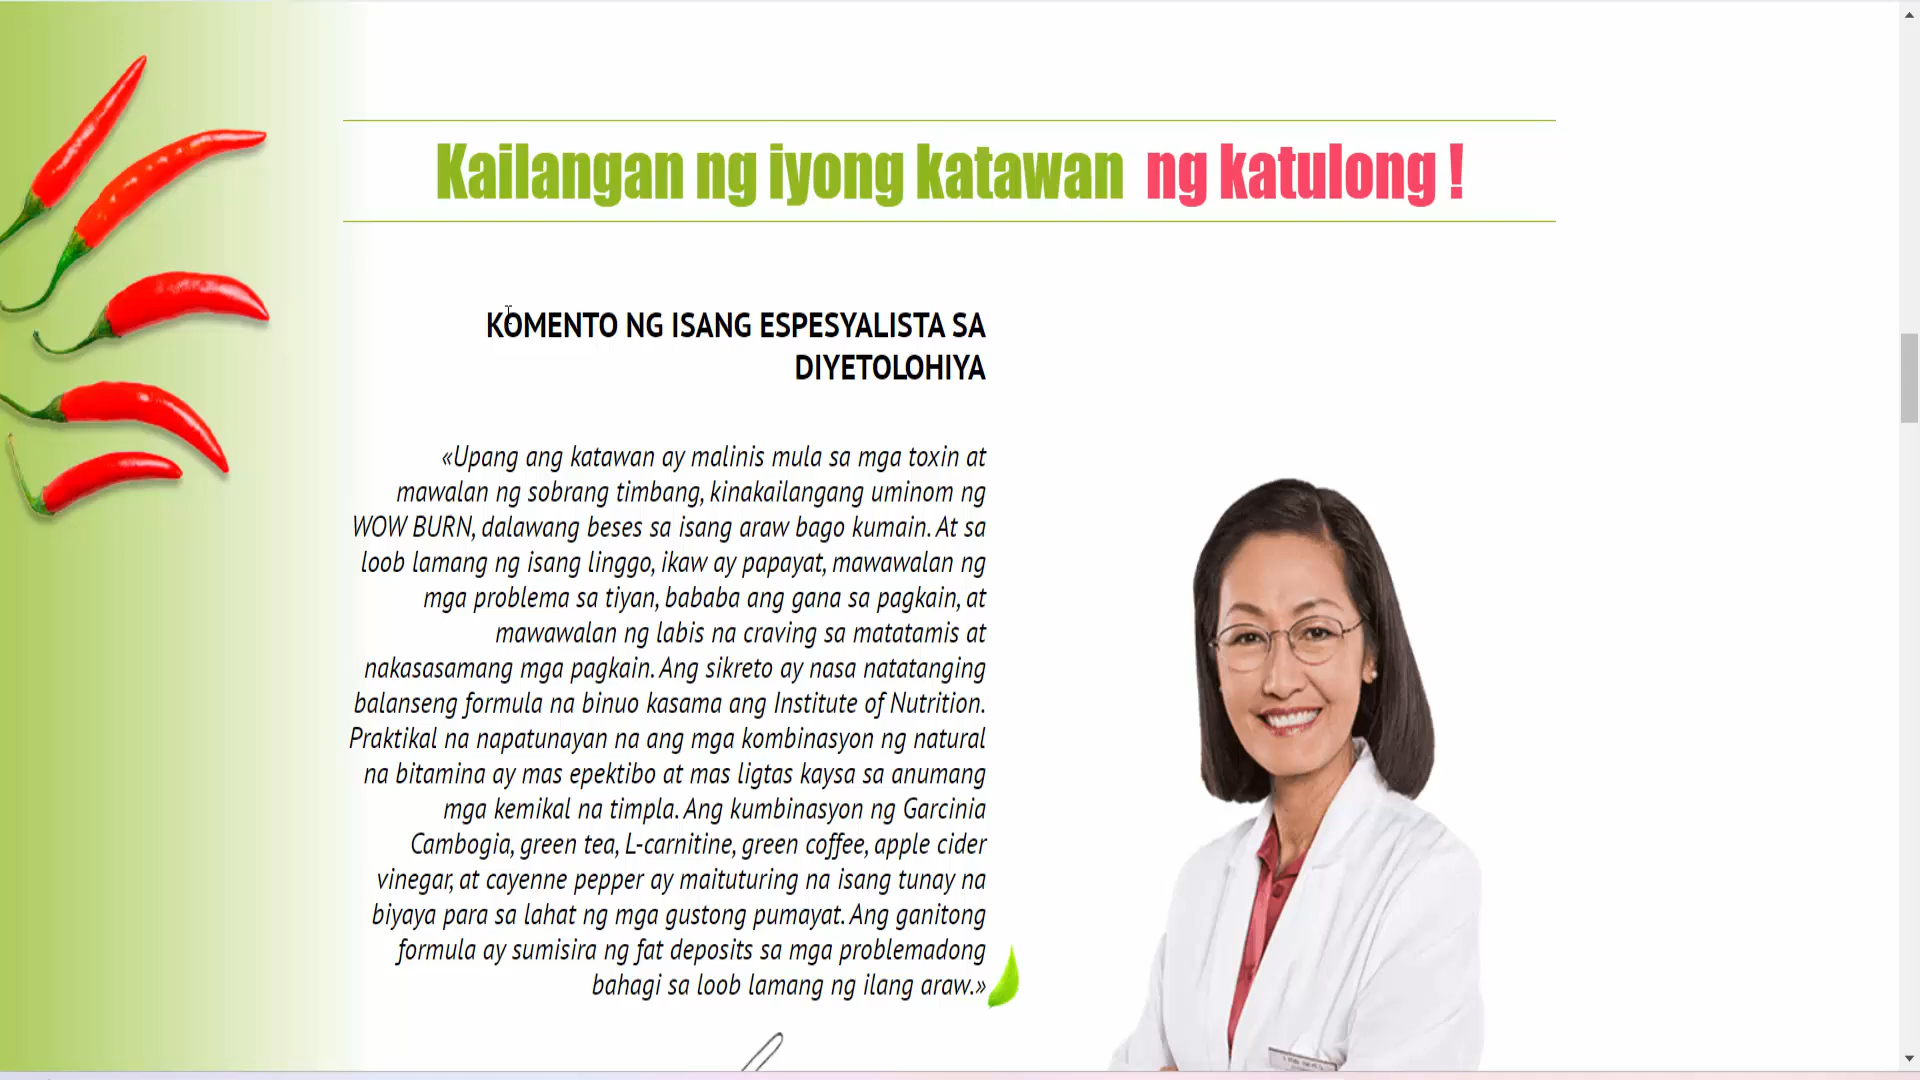 Kailangan ng iyong katawan ng katulong !
KOMENTO NG ISANG ESPESYALISTA SA
DIYETOLOHIYA
«Upang ang katawan ay malinis mula sa mga toxin at
mawalan ng sobrang timbang, kinakailangang uminom ng
WOW BURN, dalawang beses sa isang araw bago kumain. At sa
loob lamang ng isang linggo, ikaw ay papayat, mawawalan ng
mga problema sa tiyan, bababa ang gana sa pagkain, at
mawawalan ng labis na craving sa matatamis at
nakasasamang mga pagkain. Ang sikreto ay nasa natatanging
balanseng formula na binuo kasama ang Institute of Nutrition.
Praktikal na napatunayan na ang mga kombinasyon ng natural
na bitamina ay mas epektibo at mas ligtas kaysa sa anumang
mga kemikal na timpla. Ang kumbinasyon ng Garcinia
Cambogia, green tea, L-carnitine, green coffee, apple cider
vinegar, at cayenne pepper ay maituturing na isang tunay na
biyaya para sa lahat ng mga gustong pumayat. Ang ganitong
formula ay sumisira ng fat deposits sa mga problemadong
bahagi sa loob lamang ng ilang araw.»